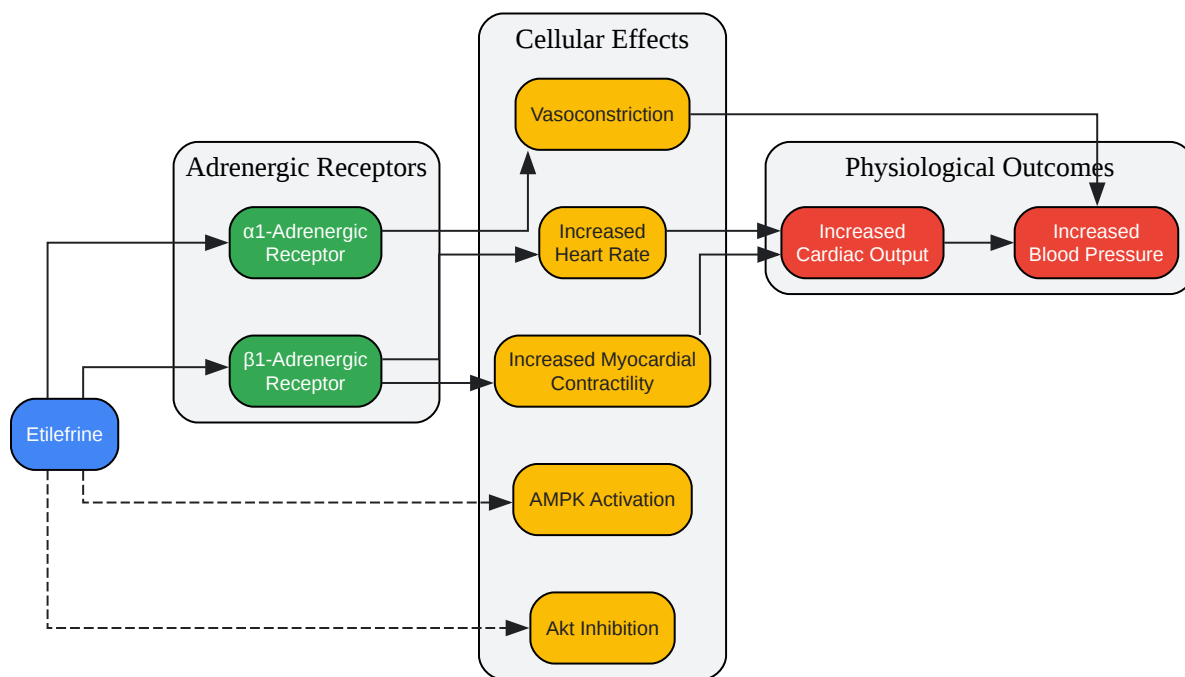 Cellular Effects
Vasoconstriction
Adrenergic Receptors
Physiological Outcomes
α1-Adrenergic
Receptor
Increased
Heart Rate
Increased
Cardiac Output
Increased
Blood Pressure
β1-Adrenergic
Receptor
Increased Myocardial
Contractility
Etilefrine
AMPK Activation
Akt Inhibition